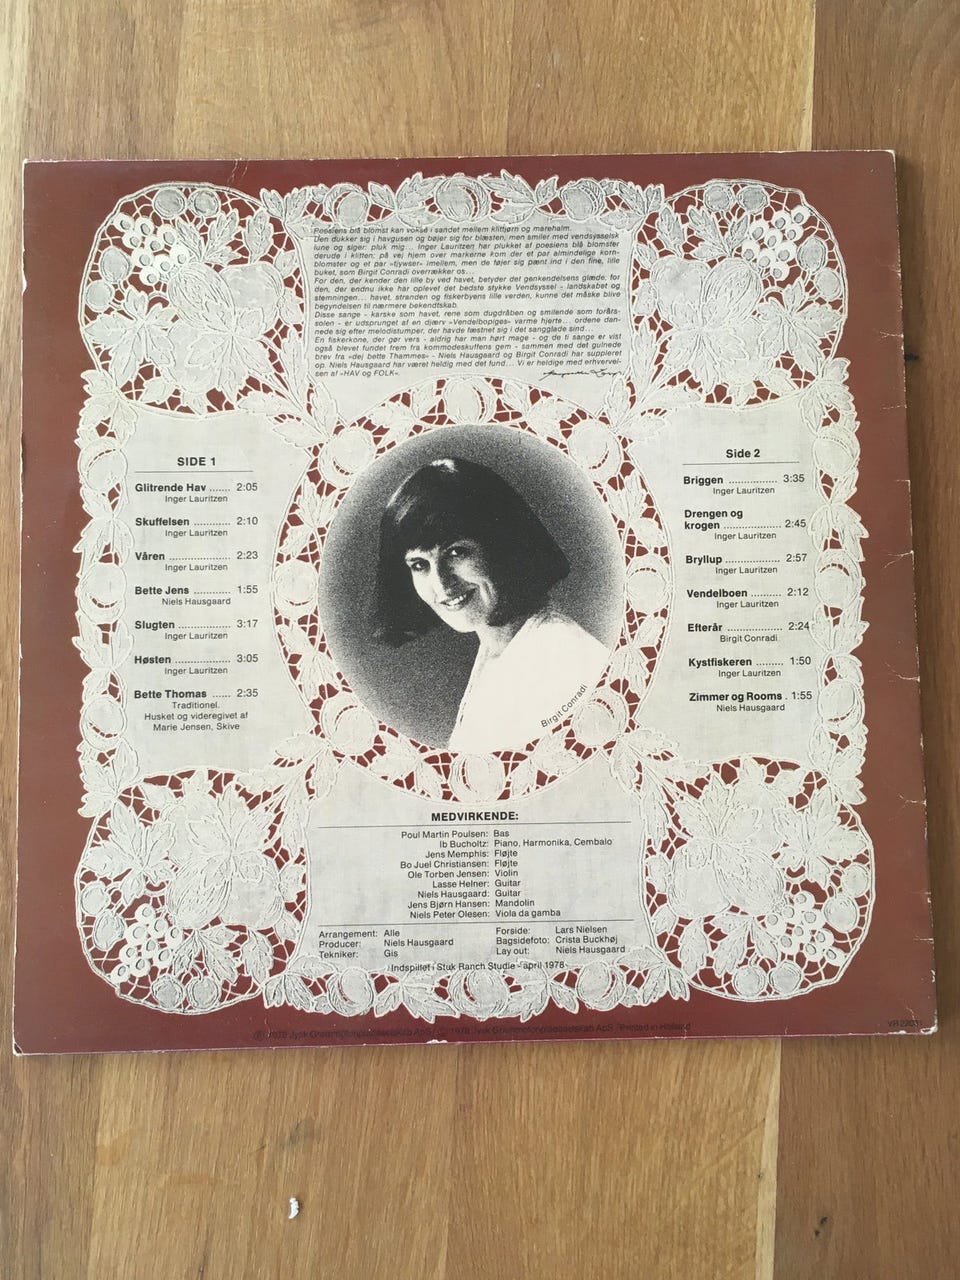 Poesiens blå blomst kan vokse i sandet mellem klitfjørn og marehalm.
Den dukker sig i havgusen og bøjer sig for blæsten, men smiler med vendsysselsk
lune og siger: pluk mig... Inger Lauritzen har plukket af poesiens blå blomster
derude i klitten; på vej hjem over markerne kom der et par almindelige korn-
blomster og et par »tjywser« imellem, men de føjer sig pænt ind i den fine, lille
buket, som Birgit Conradi overrækker os...
For den, der kender den lille by ved havet, betyder det genkendelsens glæde, for
den, der endnu ikke har oplevet det bedste stykke Vendsyssel - landskabet og
stemningen... havet, stranden og fiskerbyens lille verden, kunne det måske blive
begyndelsen til nærmere bekendtskab.
Disse sange - karske som havet, rene som dugdråben og smilende som forårs-
solen - er udsprunget af en djærv »Vendelbopiges« varme hjerte... ordene dan-
nede sig efter melodistumper, der havde fæstnet sig i det sangglade sind...
En fiskerkone, der gør vers - aldrig har man hørt mage - og de ti sange er vist
også blevet fundet frem fra kommodeskuffens gem - sammen med det gulnede
brev fra »dej bette Thammes« - Niels Hausgaard og Birgit Conradi har suppleret
op. Niels Hausgaard har været heldig med det fund... Vi er heldige med erhvervel-
sen af »HAV og FOLK«.
SIDE 1
Glitrende Hav ....... 2:05
Inger Lauritzen
Skuffelsen ............ 2:10
Inger Lauritzen
Våren .................... 2:23
Inger Lauritzen
Bette Jens ............ 1:55
Niels Hausgaard
Slugten ................. 3:17
Inger Lauritzen
Høsten .................. 3:05
Inger Lauritzen
Bette Thomas ...... 2:35
Traditionel.
Husket og videregivet af
Marie Jensen, Skive
Side 2
Briggen ................ 3:35
Inger Lauritzen
Drengen og
krogen ................... 2:45
Inger Lauritzen
Bryllup ................... 2:57
Inger Lauritzen
Vendelboen .......... 2:12
Inger Lauritzen
Efterår ................... 2:24
Birgit Conradi
Kystfiskeren ......... 1:50
Inger Lauritzen
Zimmer og Rooms . 1:55
Niels Hausgaard
Birgit Conradi
MEDVIRKENDE:
Poul Martin Poulsen: Bas
Ib Bucholtz: Piano, Harmonika, Cembalo
Jens Memphis: Fløjte
Bo Juel Christiansen: Fløjte
Ole Torben Jensen: Violin
Lasse Helner: Guitar
Niels Hausgaard: Guitar
Jens Bjørn Hansen: Mandolin
Niels Peter Olesen: Viola da gamba
Arrangement: Alle
Producer: Niels Hausgaard
Tekniker: Gis
Forside: Lars Nielsen
Bagsidefoto: Crista Buckhøj
Lay out: Niels Hausgaard
Indspillet i Stuk Ranch Studie - april 1978
Ⓟ 1978 Jysk Grammofonpladeselskab ApS / © 1978 Jysk Grammofonpladeselskab ApS / Printed in Holland